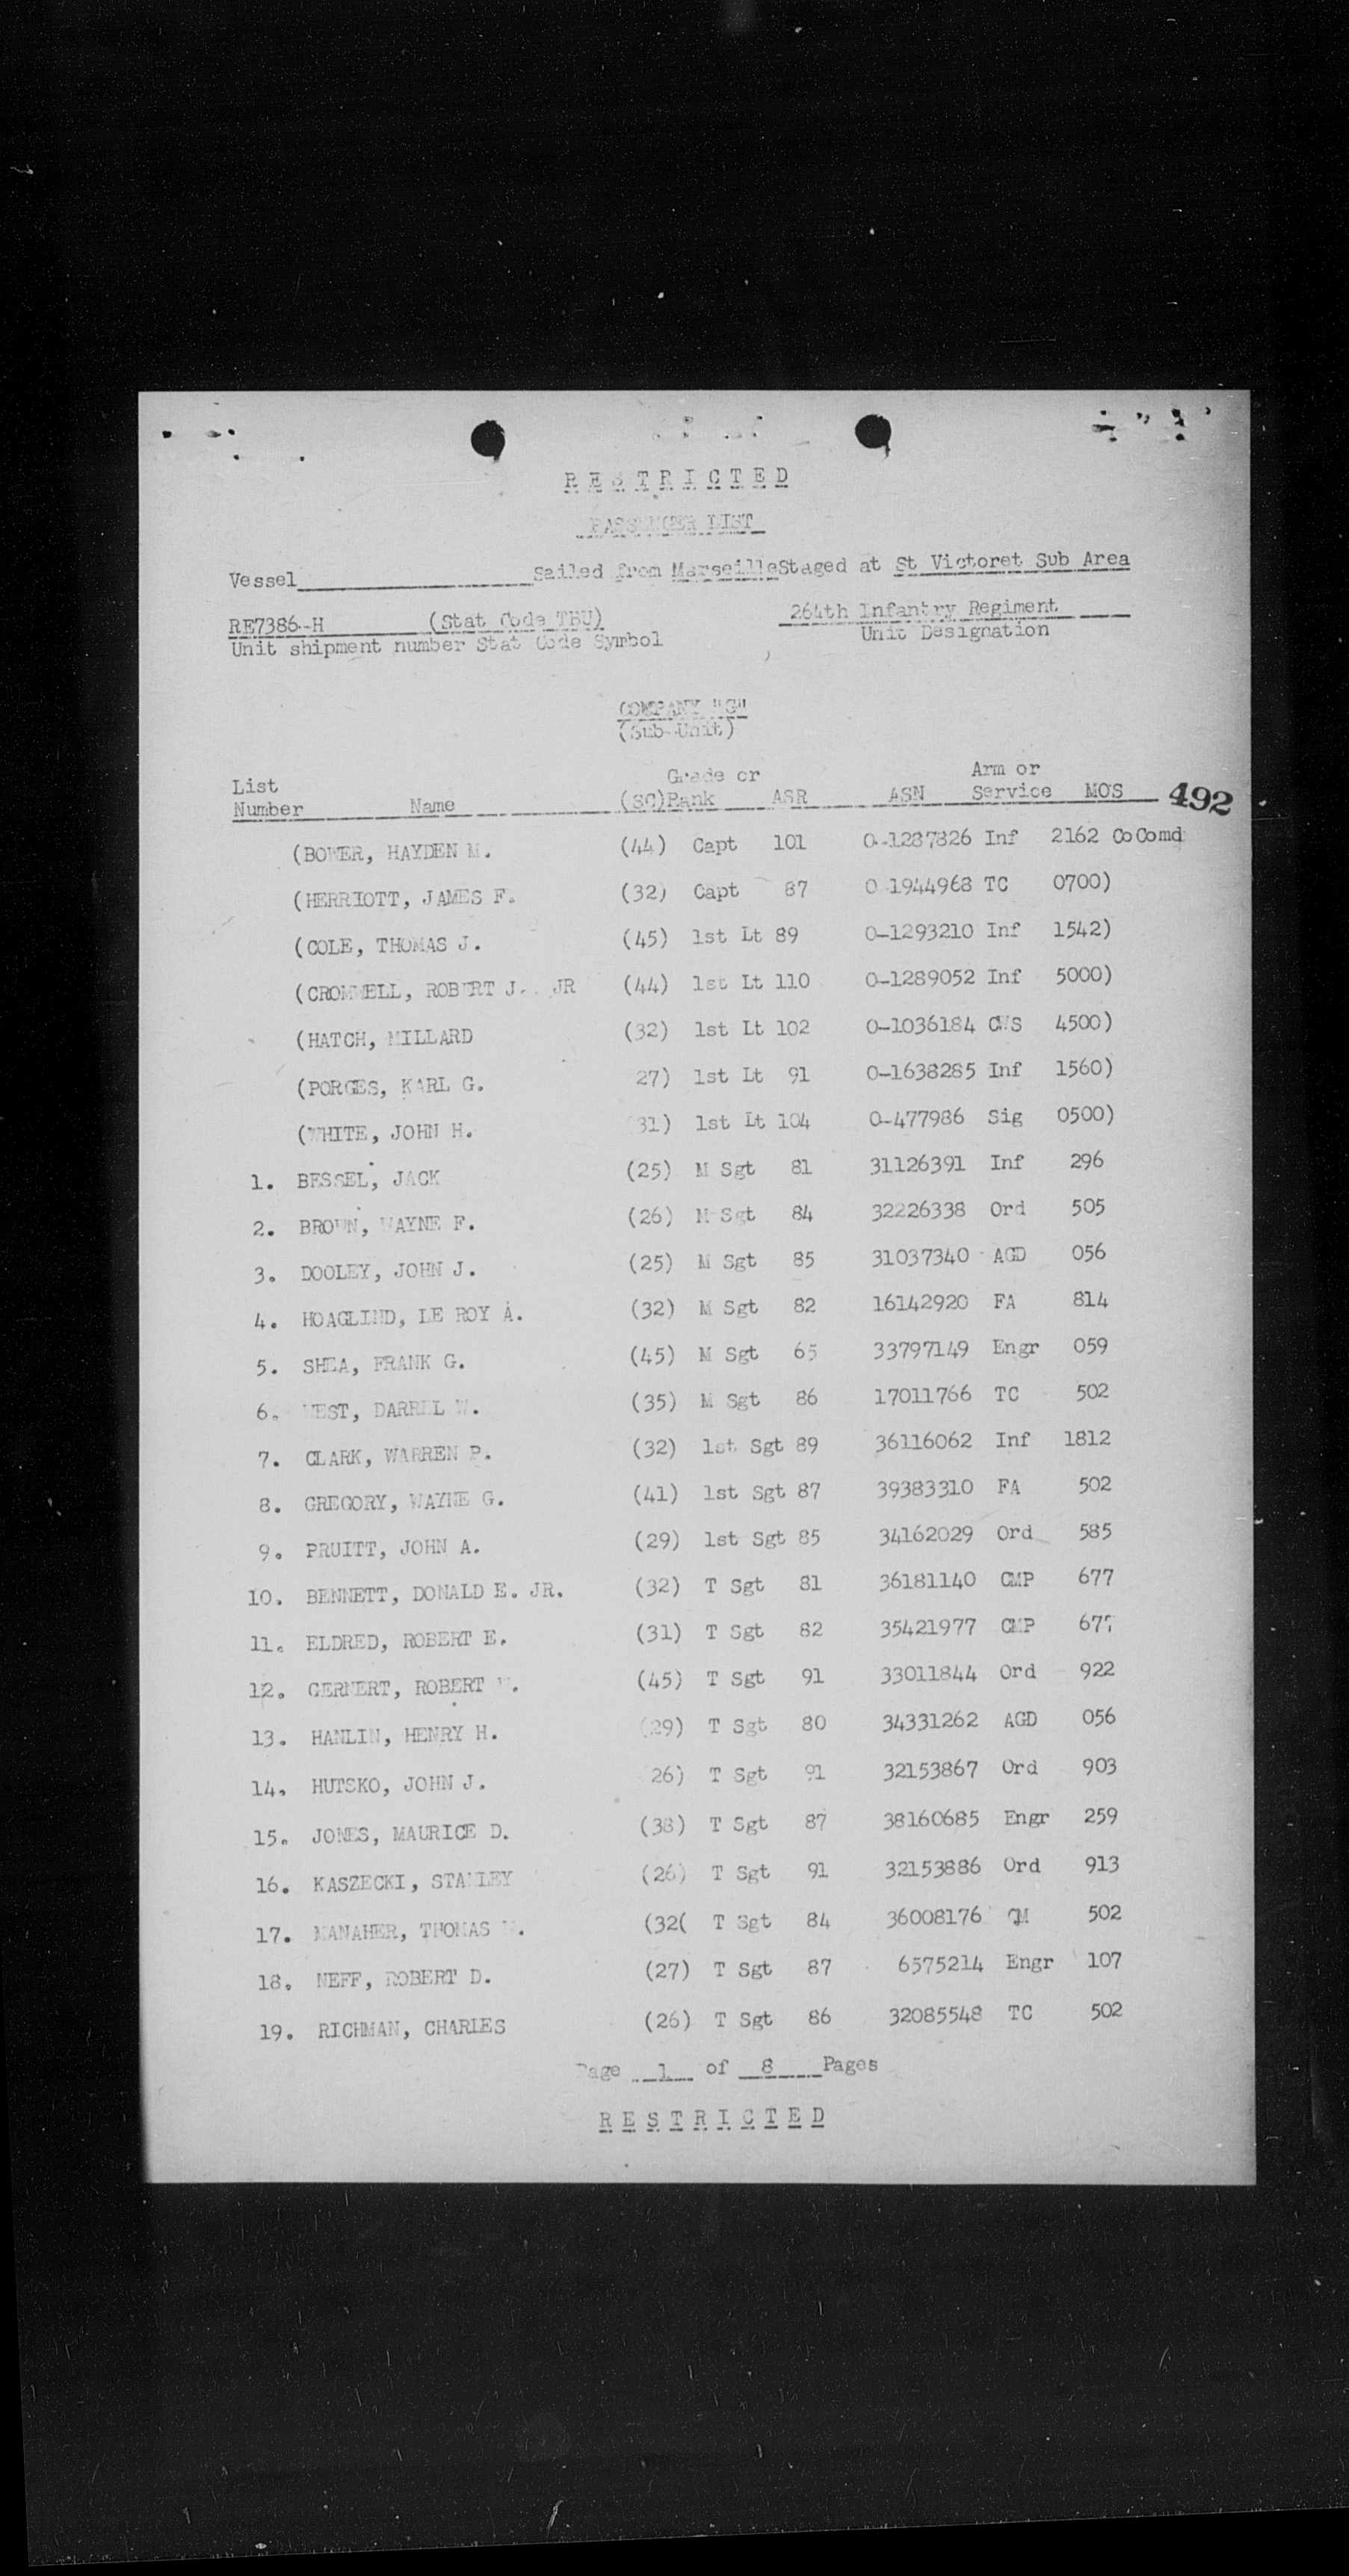 RESTRICTED
PASSENGER LIST
Vessel Sailed from Marseille Staged at St Victoret Sub Area
RE7386-H (Stat Code TBU) 264th Infantry Regiment
Unit shipment number Stat Code Symbol Unit Designation
COMPANY "G"
(Sub-Unit)
List Grade or Arm or
Number Name (SC)Rank ASR ASN Service MOS 492
(BOWER, HAYDEN M. (44) Capt 101 O-1287826 Inf 2162 CoComd
(HERRIOTT, JAMES F. (32) Capt 87 O-1944968 TC 0700)
(COLE, THOMAS J. (45) 1st Lt 89 O-1293210 Inf 1542)
(CROMWELL, ROBERT J. JR (44) 1st Lt 110 O-1289052 Inf 5000)
(HATCH, MILLARD (32) 1st Lt 102 O-1036184 CWS 4500)
(PORGES, KARL G. 27) 1st Lt 91 O-1638285 Inf 1560)
(WHITE, JOHN H. 31) 1st Lt 104 O-477986 Sig 0500)
1. BESSEL, JACK (25) M Sgt 81 31126391 Inf 296
2. BROWN, WAYNE F. (26) M Sgt 84 32226338 Ord 505
3. DOOLEY, JOHN J. (25) M Sgt 85 31037340 AGD 056
4. HOAGLIND, LE ROY A. (32) M Sgt 82 16142920 FA 814
5. SHEA, FRANK G. (45) M Sgt 65 33797149 Engr 059
6. WEST, DARREL W. (35) M Sgt 86 17011766 TC 502
7. CLARK, WARREN P. (32) 1st Sgt 89 36116062 Inf 1812
8. GREGORY, WAYNE G. (41) 1st Sgt 87 39383310 FA 502
9. PRUITT, JOHN A. (29) 1st Sgt 85 34162029 Ord 585
10. BENNETT, DONALD E. JR. (32) T Sgt 81 36181140 CMP 677
11. ELDRED, ROBERT E. (31) T Sgt 82 35421977 CMP 677
12. GERNERT, ROBERT W. (45) T Sgt 91 33011844 Ord 922
13. HANLIN, HENRY H. (29) T Sgt 80 34331262 AGD 056
14. HUTSKO, JOHN J. 26) T Sgt 91 32153867 Ord 903
15. JONES, MAURICE D. (38) T Sgt 87 38160685 Engr 259
16. KASZECKI, STANLEY (26) T Sgt 91 32153886 Ord 913
17. MANAHER, THOMAS (32( T Sgt 84 36008176 QM 502
18. NEFF, ROBERT D. (27) T Sgt 87 6575214 Engr 107
19. RICHMAN, CHARLES (26) T Sgt 86 32085548 TC 502
Page 1 of 8 Pages
RESTRICTED